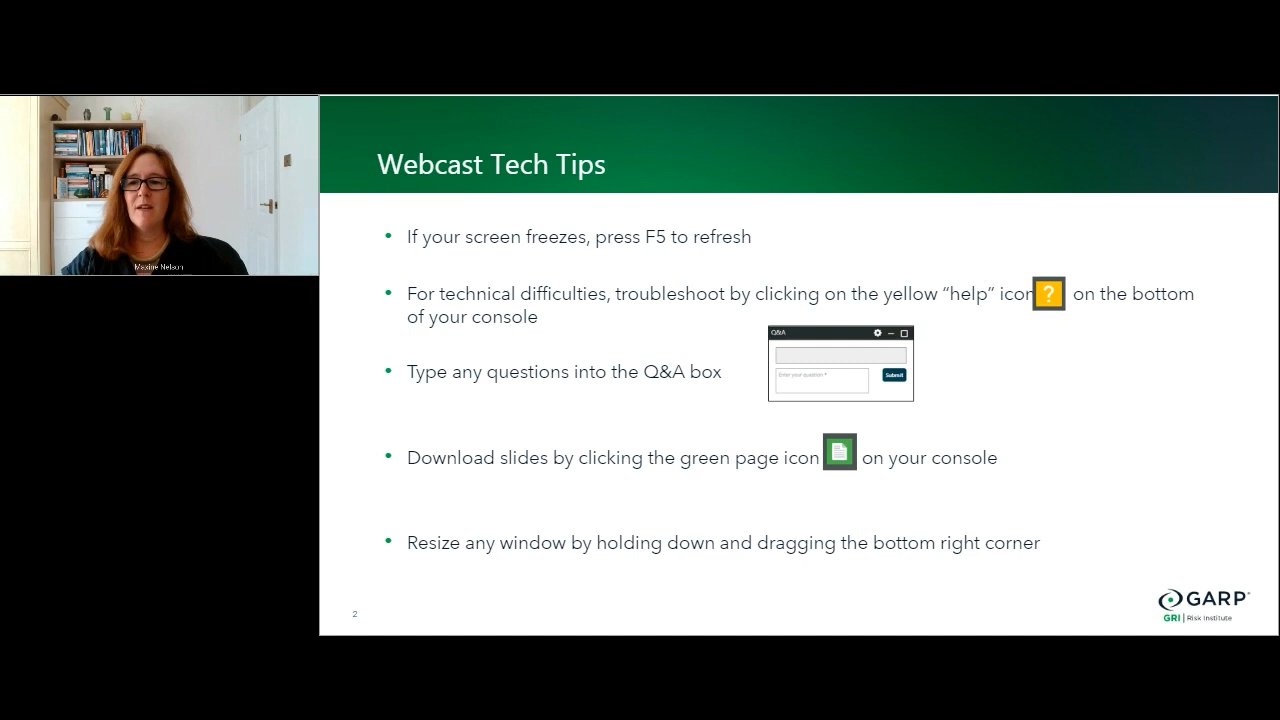 Maxine Nelson
Webcast Tech Tips
• If your screen freezes, press F5 to refresh
• For technical difficulties, troubleshoot by clicking on the yellow “help” icon ? on the bottom
of your console
Q&A
Enter your question *
Submit
• Type any questions into the Q&A box
• Download slides by clicking the green page icon on your console
• Resize any window by holding down and dragging the bottom right corner
2
GARP
GRI | Risk Institute